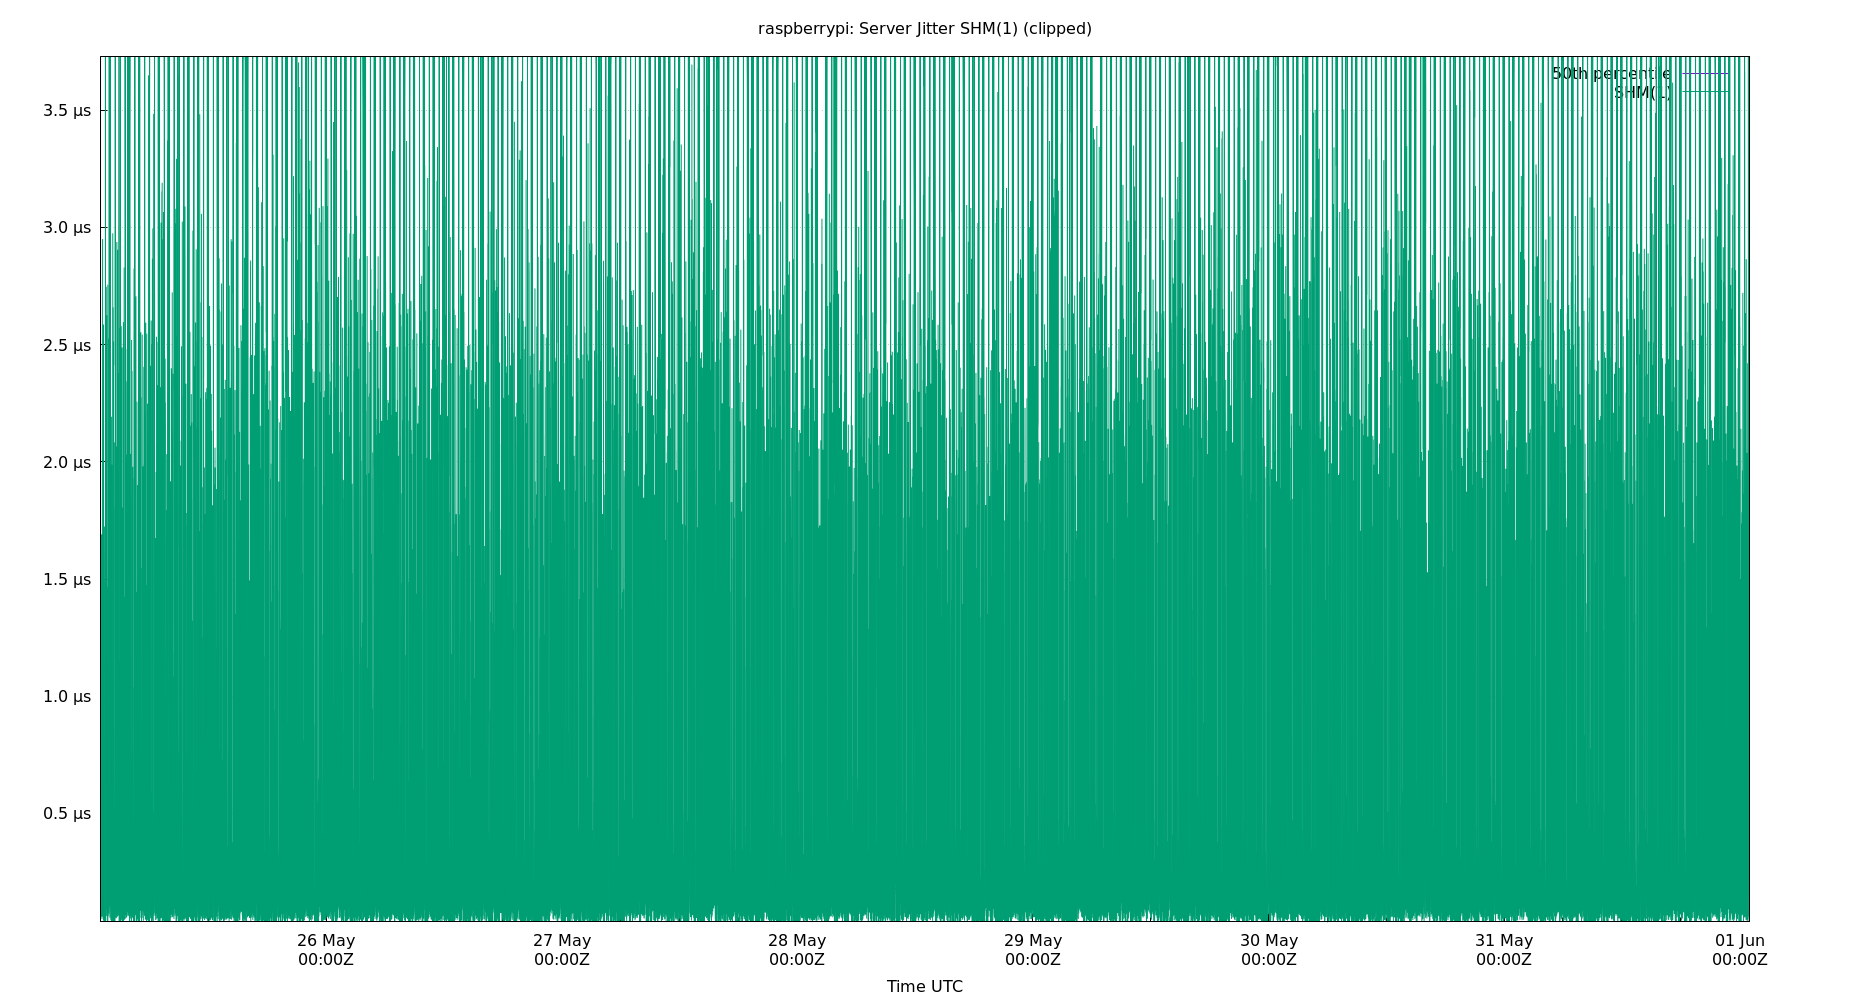 raspberrypi: Server Jitter SHM(1) (clipped)
50th percentile
SHM(1)
3.5 µs
3.0 µs
2.5 µs
2.0 µs
1.5 µs
1.0 µs
0.5 µs
26 May 27 May 28 May 29 May 30 May 31 May 01 Jun
00:00Z 00:00Z 00:00Z 00:00Z 00:00Z 00:00Z 00:00Z
Time UTC